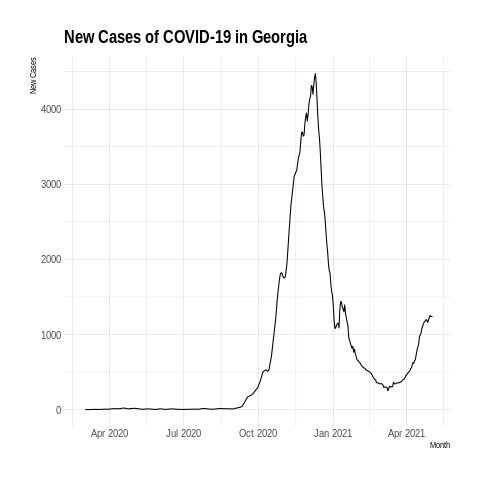 New Cases of COVID-19 in Georgia
New Cases
4000
3000
2000
1000
0
Apr 2020 Jul 2020 Oct 2020 Jan 2021 Apr 2021
Month